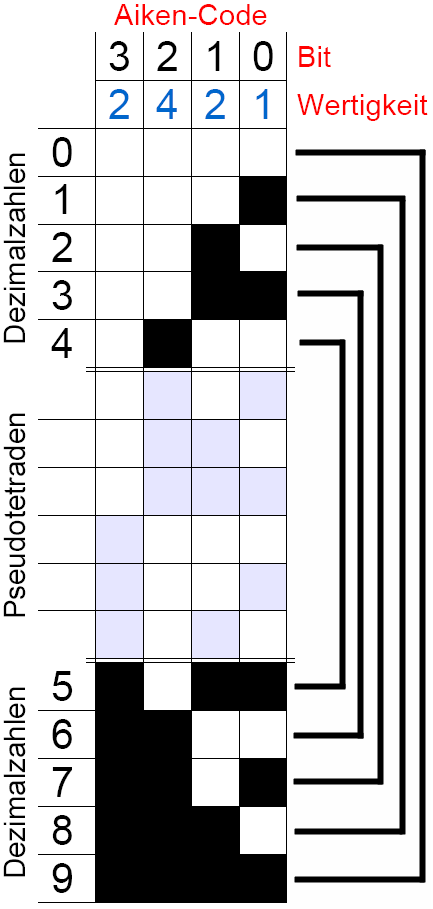 Aiken-Code
3 2 1 0 Bit
2 4 2 1 Wertigkeit
Dezimalzahlen
0
1
2
3
4
Pseudotetraden
Dezimalzahlen
5
6
7
8
9